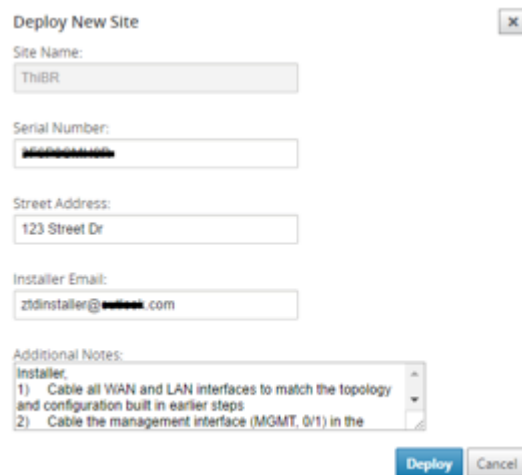 Deploy New Site
Site Name:
ThiBR
Serial Number:
Street Address:
123 Street Dr
Installer Email:
ztdinstaller@ .com
Additional Notes:
Installer,
1) Cable all WAN and LAN interfaces to match the topology
and configuration built in earlier steps
2) Cable the management interface (MGMT, 0/1) in the
Deploy Cancel